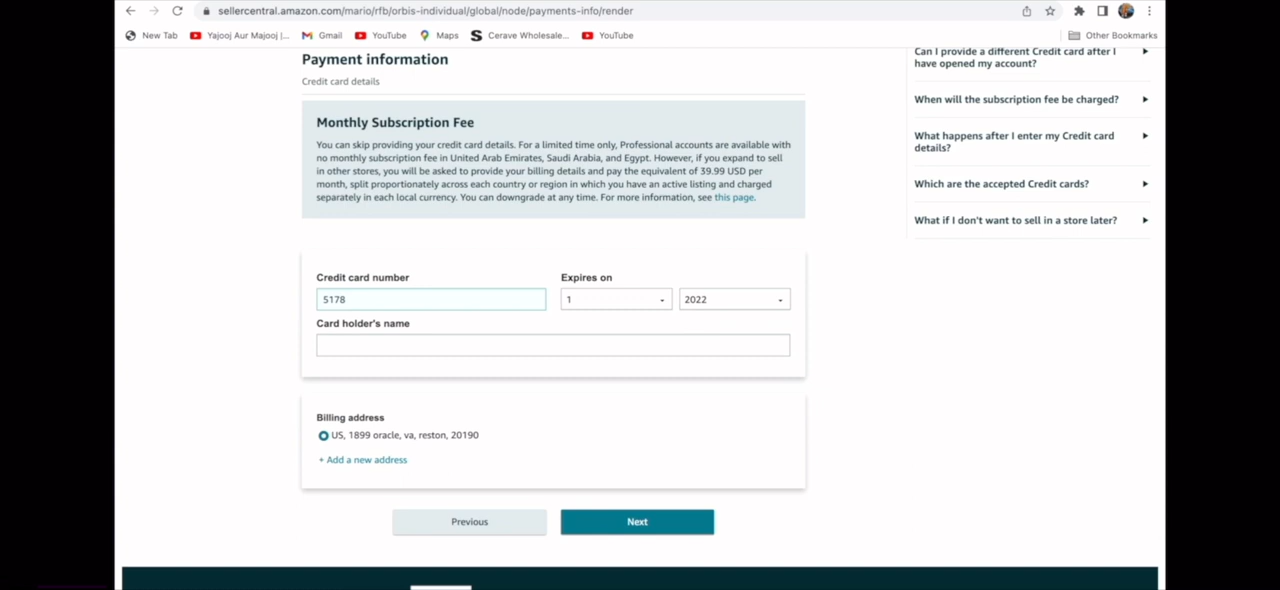 sellercentral.amazon.com/mario/rfb/orbis-individual/global/node/payments-info/render
New Tab Yajooj Aur Majooj |... Gmail YouTube Maps Cerave Wholesale... YouTube Other Bookmarks
Payment information
Credit card details
Monthly Subscription Fee
You can skip providing your credit card details. For a limited time only, Professional accounts are available with
no monthly subscription fee in United Arab Emirates, Saudi Arabia, and Egypt. However, if you expand to sell
in other stores, you will be asked to provide your billing details and pay the equivalent of 39.99 USD per
month, split proportionately across each country or region in which you have an active listing and charged
separately in each local currency. You can downgrade at any time. For more information, see this page.
Credit card number
5178
Expires on
1 2022
Card holder's name
Billing address
US, 1899 oracle, va, reston, 20190
+ Add a new address
Previous Next
Can I provide a different Credit card after I
have opened my account?
When will the subscription fee be charged?
What happens after I enter my Credit card
details?
Which are the accepted Credit cards?
What if I don't want to sell in a store later?